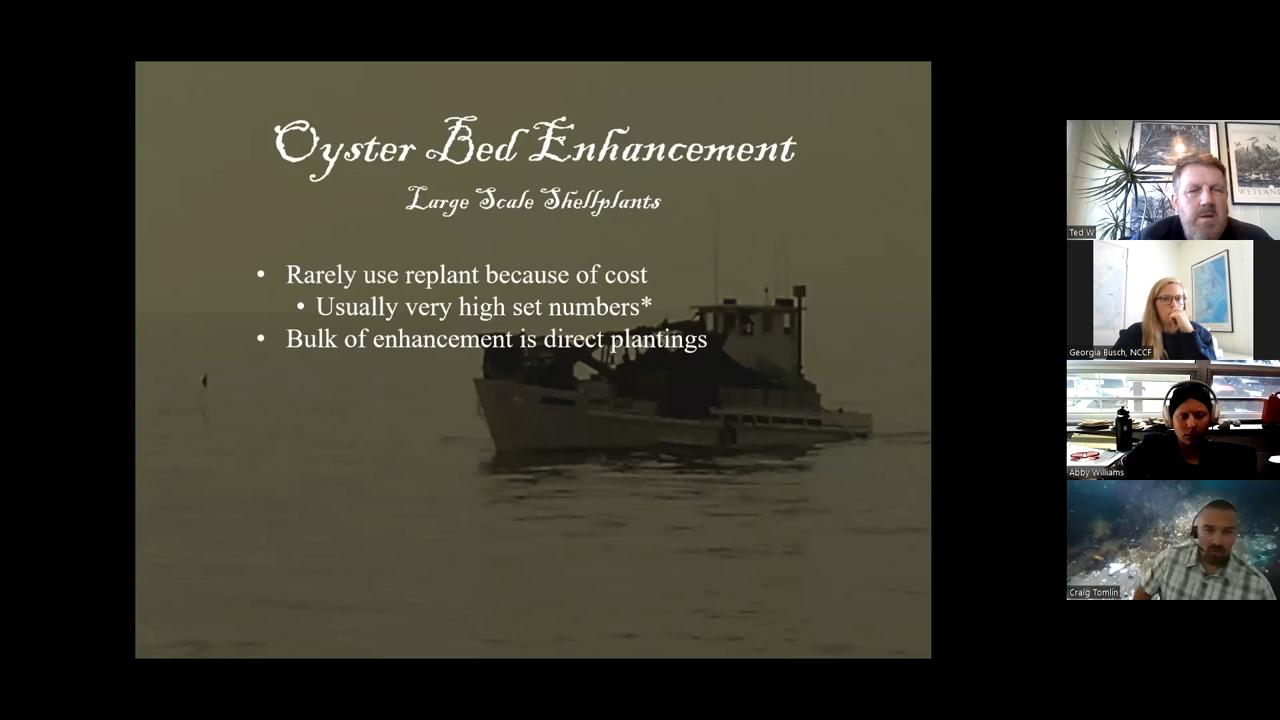 Oyster Bed Enhancement
Large Scale Shellplants
• Rarely use replant because of cost
• Usually very high set numbers*
• Bulk of enhancement is direct plantings
Ted W
Georgia Busch, NCCF
Abby Williams
Craig Tomlin